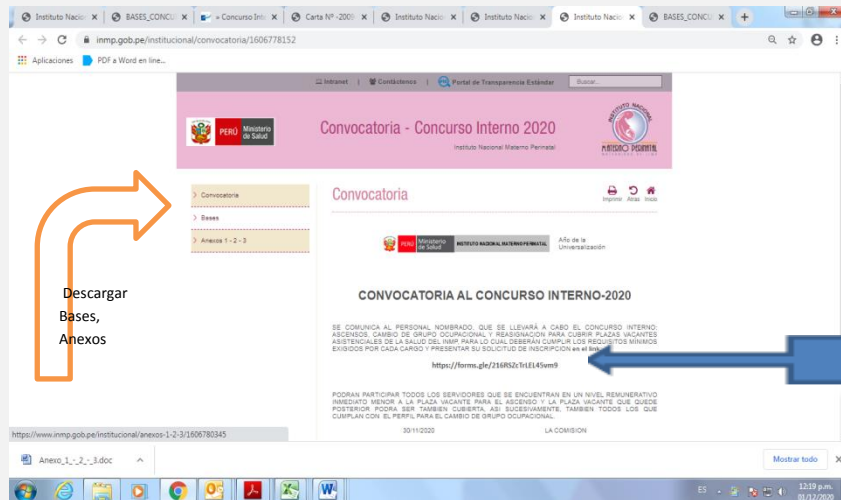 Instituto Nacio
BASES_CONCU
» Concurso Inte
Carta Nº -2009
Instituto Nacio
Instituto Nacio
Instituto Nacio
BASES_CONCU
inmp.gob.pe/institucional/convocatoria/1606778152
Aplicaciones
PDF a Word en line...
Intranet | Contáctenos | Portal de Transparencia Estándar
Buscar...
PERÚ Ministerio de Salud
Convocatoria - Concurso Interno 2020
Instituto Nacional Materno Perinatal
INSTITUTO NACIONAL
MATERNO PERINATAL
> Convocatoria
> Bases
> Anexos 1 - 2 - 3
Convocatoria
Imprimir Atras Inicio
PERÚ Ministerio de Salud INSTITUTO NACIONAL MATERNO PERINATAL
Año de la
Universalización
Descargar
Bases,
Anexos
CONVOCATORIA AL CONCURSO INTERNO-2020
SE COMUNICA AL PERSONAL NOMBRADO, QUE SE LLEVARÁ A CABO EL CONCURSO INTERNO:
ASCENSOS, CAMBIO DE GRUPO OCUPACIONAL Y REASIGNACION PARA CUBRIR PLAZAS VACANTES
ASISTENCIALES DE LA SALUD DEL INMP, PARA LO CUAL DEBERÁN CUMPLIR LOS REQUISITOS MÍNIMOS
EXIGIDOS POR CADA CARGO Y PRESENTAR SU SOLICITUD DE INSCRIPCION en el link
https://forms.gle/216RSZcTrLEL45vm9
PODRAN PARTICIPAR TODOS LOS SERVIDORES QUE SE ENCUENTRAN EN UN NIVEL REMUNERATIVO
INMEDIATO MENOR A LA PLAZA VACANTE PARA EL ASCENSO Y LA PLAZA VACANTE QUE QUEDE
POSTERIOR PODRA SER TAMBIEN CUBIERTA, ASI SUCESIVAMENTE, TAMBIEN TODOS LOS QUE
CUMPLAN CON EL PERFIL PARA EL CAMBIO DE GRUPO OCUPACIONAL.
30/11/2020 LA COMISION
https://www.inmp.gob.pe/institucional/anexos-1-2-3/1606780345
Anexo_1_-_2_-_3.doc
Mostrar todo
ES
12:19 p.m.
01/12/2020